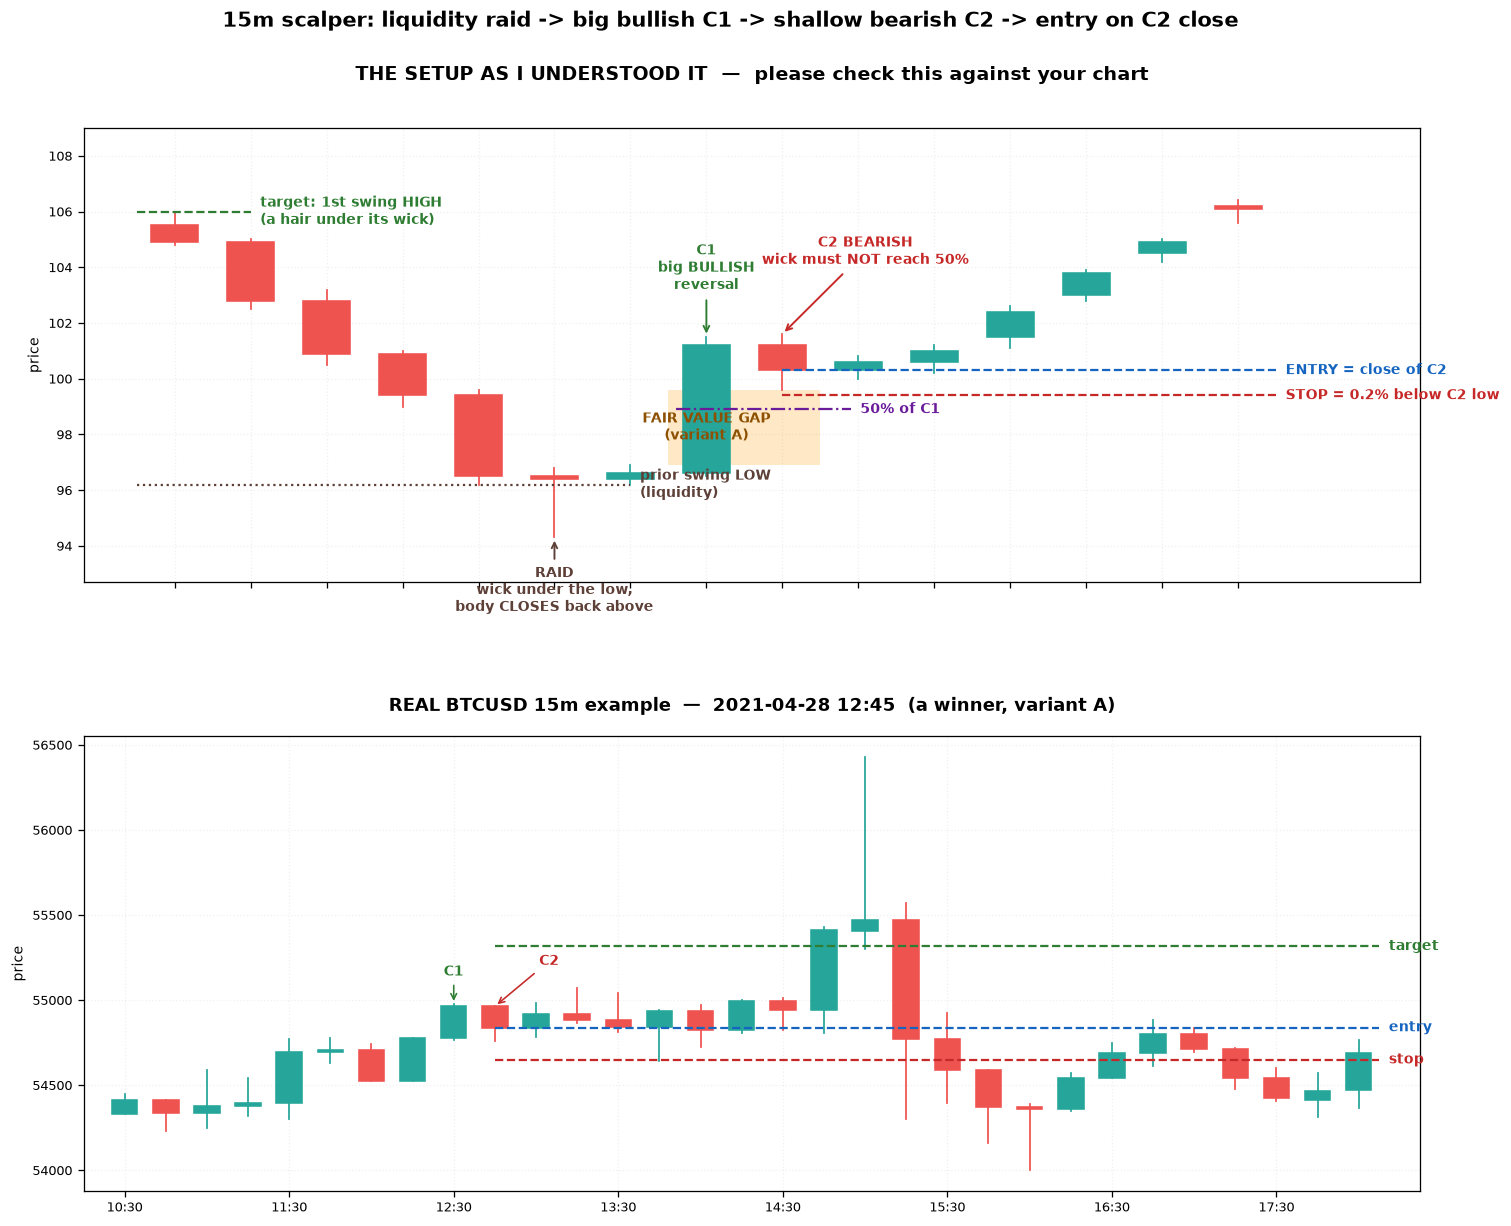 15m scalper: liquidity raid -> big bullish C1 -> shallow bearish C2 -> entry on C2 close
THE SETUP AS I UNDERSTOOD IT — please check this against your chart
108
106
104
102
100
98
96
94
price
target: 1st swing HIGH
(a hair under its wick)
C1
big BULLISH
reversal
C2 BEARISH
wick must NOT reach 50%
ENTRY = close of C2
STOP = 0.2% below C2 low
50% of C1
FAIR VALUE GAP
(variant A)
prior swing LOW
(liquidity)
RAID
wick under the low,
body CLOSES back above
REAL BTCUSD 15m example — 2021-04-28 12:45 (a winner, variant A)
56500
56000
55500
55000
54500
54000
price
C1
C2
target
entry
stop
10:30
11:30
12:30
13:30
14:30
15:30
16:30
17:30